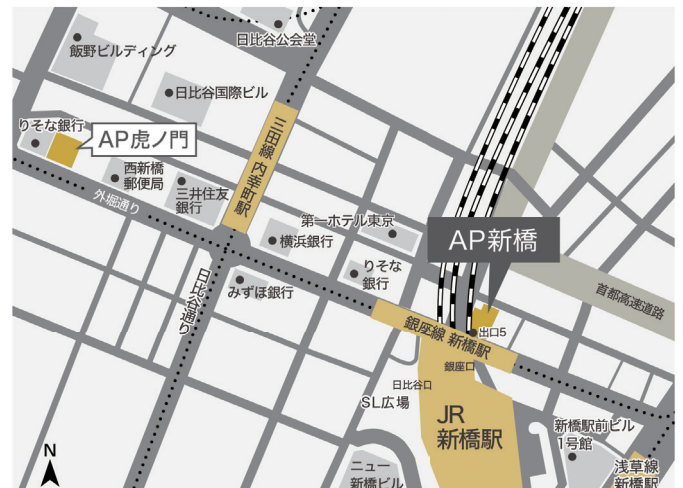 日比谷公会堂
飯野ビルディング
日比谷国際ビル
りそな銀行
AP虎ノ門
西新橋
郵便局
三井住友
銀行
三田線 内幸町駅
外堀通り
第一ホテル東京
横浜銀行
AP新橋
りそな
銀行
みずほ銀行
日比谷通り
首都高速道路
銀座線 新橋駅
出口5
銀座口
日比谷口
SL広場
JR
新橋駅
新橋駅前ビル
1号館
N
ニュー
新橋ビル
浅草線
新橋駅